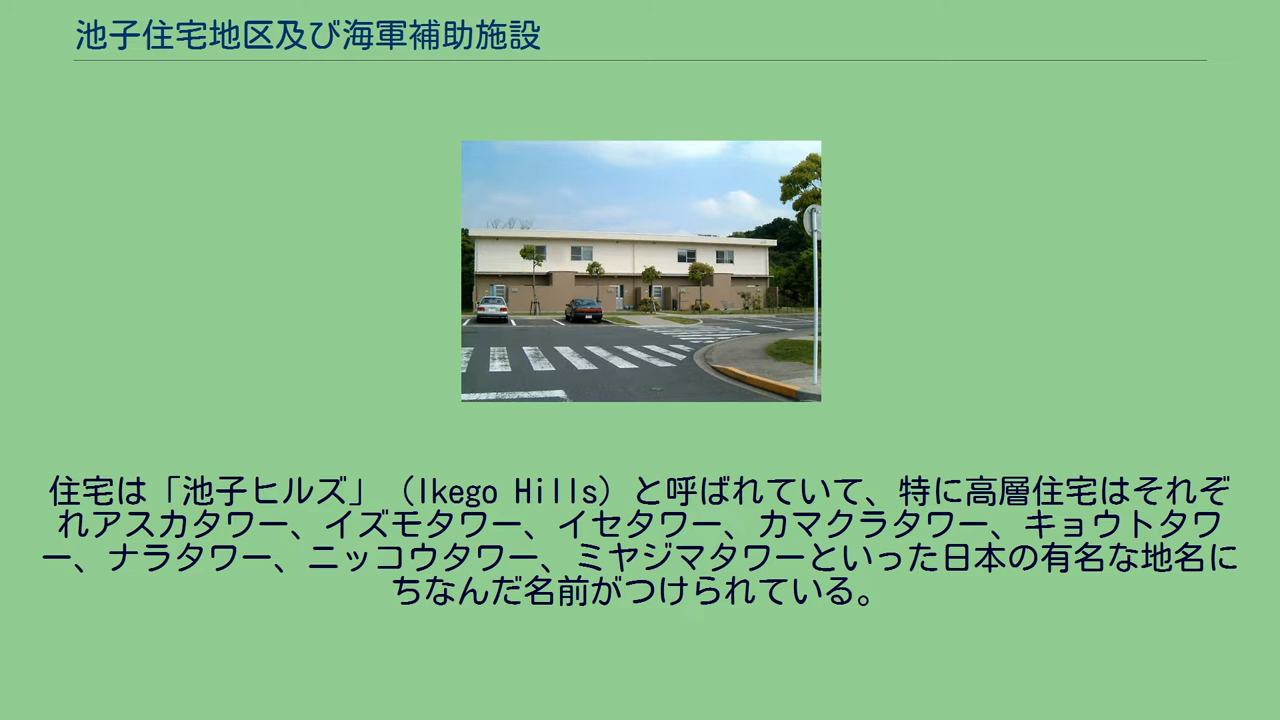 池子住宅地区及び海軍補助施設
住宅は「池子ヒルズ」（Ikego Hills）と呼ばれていて、特に高層住宅はそれぞ
れアスカタワー、イズモタワー、イセタワー、カマクラタワー、キョウトタワ
ー、ナラタワー、ニッコウタワー、ミヤジマタワーといった日本の有名な地名に
ちなんだ名前がつけられている。